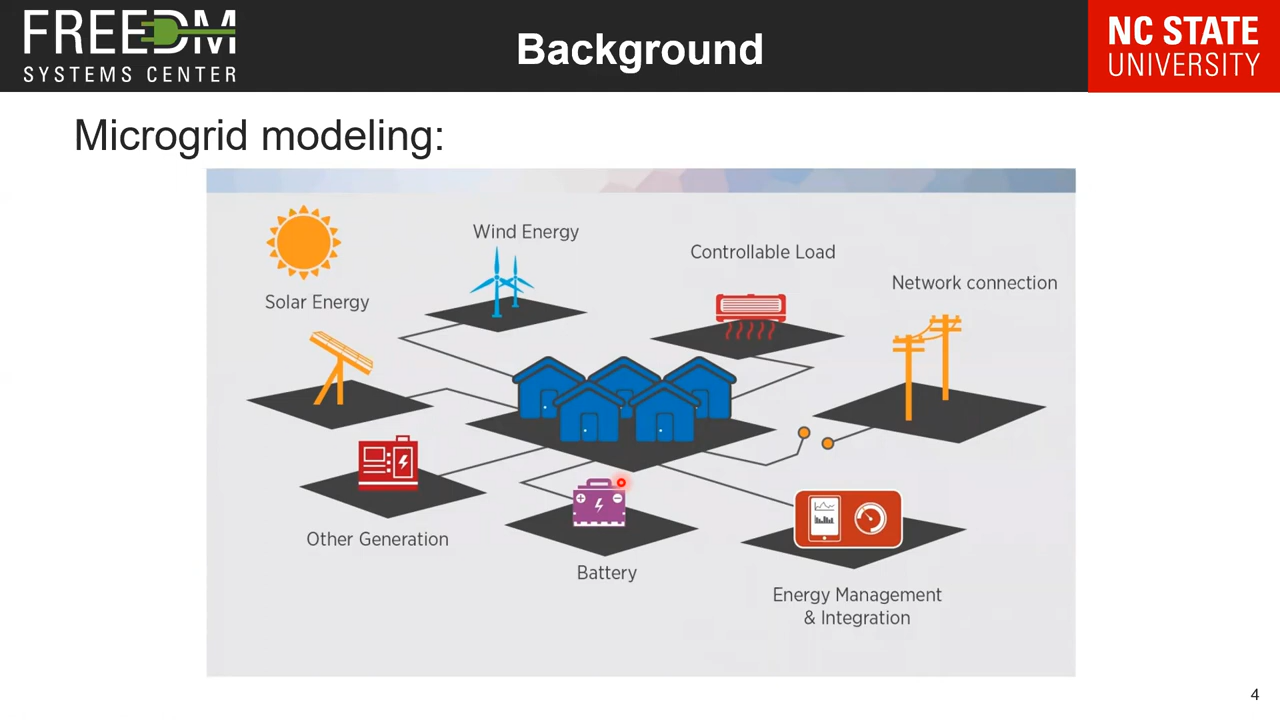 FREEDM
SYSTEMS CENTER
Background
NC STATE
UNIVERSITY
Microgrid modeling:
Wind Energy
Controllable Load
Network connection
Solar Energy
Other Generation
Battery
Energy Management
& Integration
4